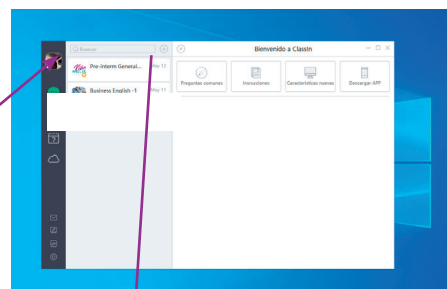 Buscar
Bienvenido a ClassIn
Pre-interm General...
May 12
Business English -1
May 11
Preguntas comunes
Instrucciones
Características nuevas
Descargar APP
7